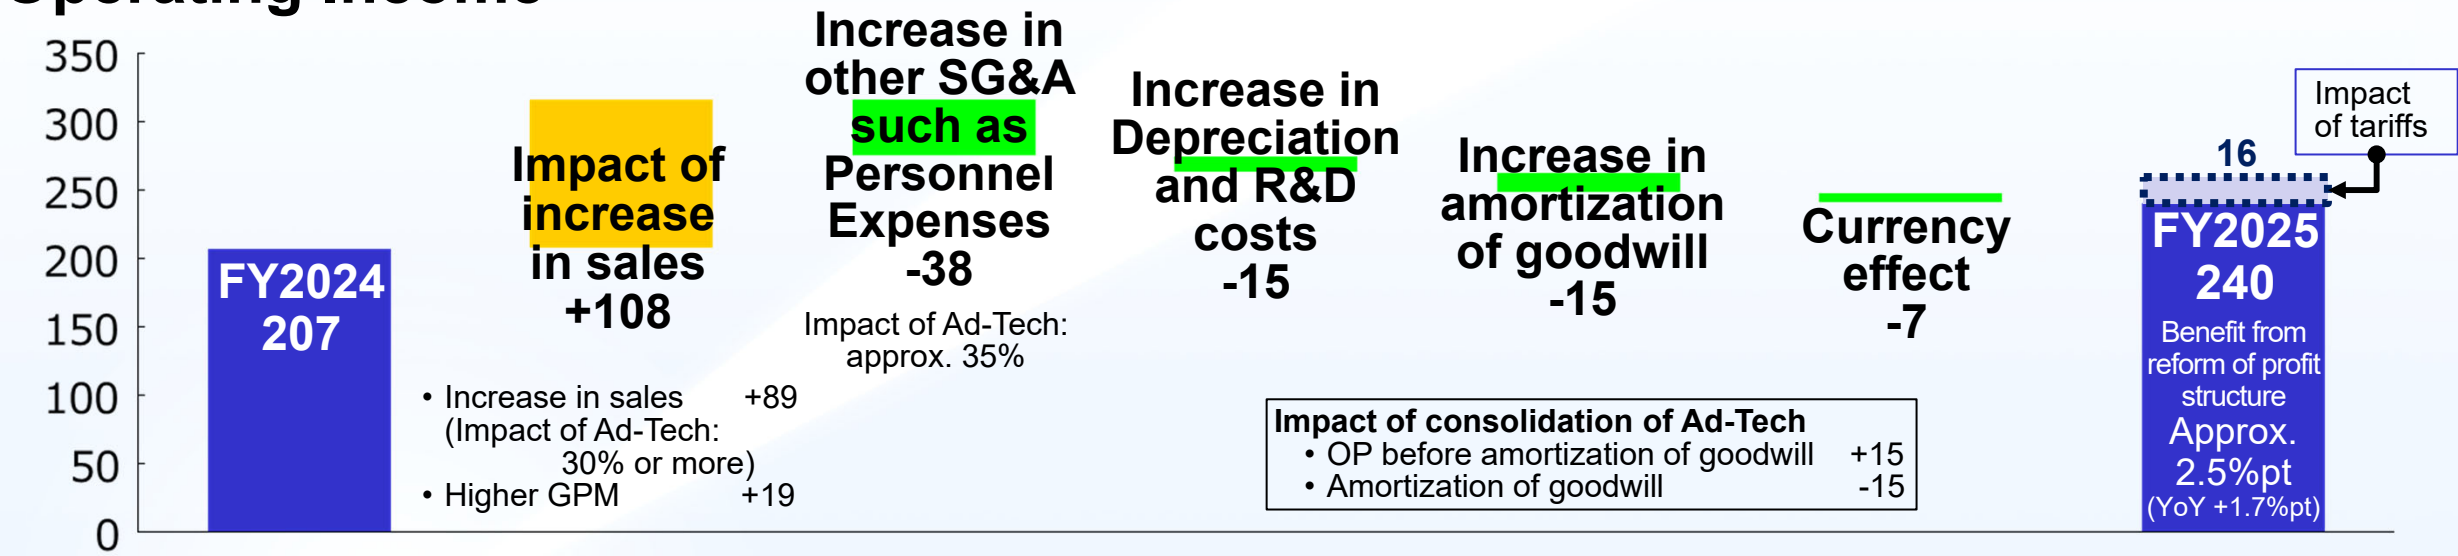 350
300
250
200
150
100
50
0
FY2024
207
Impact of
increase
in sales
+108
• Increase in sales +89
(Impact of Ad-Tech:
30% or more)
• Higher GPM +19
Increase in
other SG&A
such as
Personnel
Expenses
-38
Impact of Ad-Tech:
approx. 35%
Increase in
Depreciation
and R&D
costs
-15
Increase in
amortization
of goodwill
-15
Currency
effect
-7
Impact of consolidation of Ad-Tech
• OP before amortization of goodwill +15
• Amortization of goodwill -15
Impact
of tariffs
16
FY2025
240
Benefit from
reform of profit
structure
Approx.
2.5%pt
(YoY +1.7%pt)